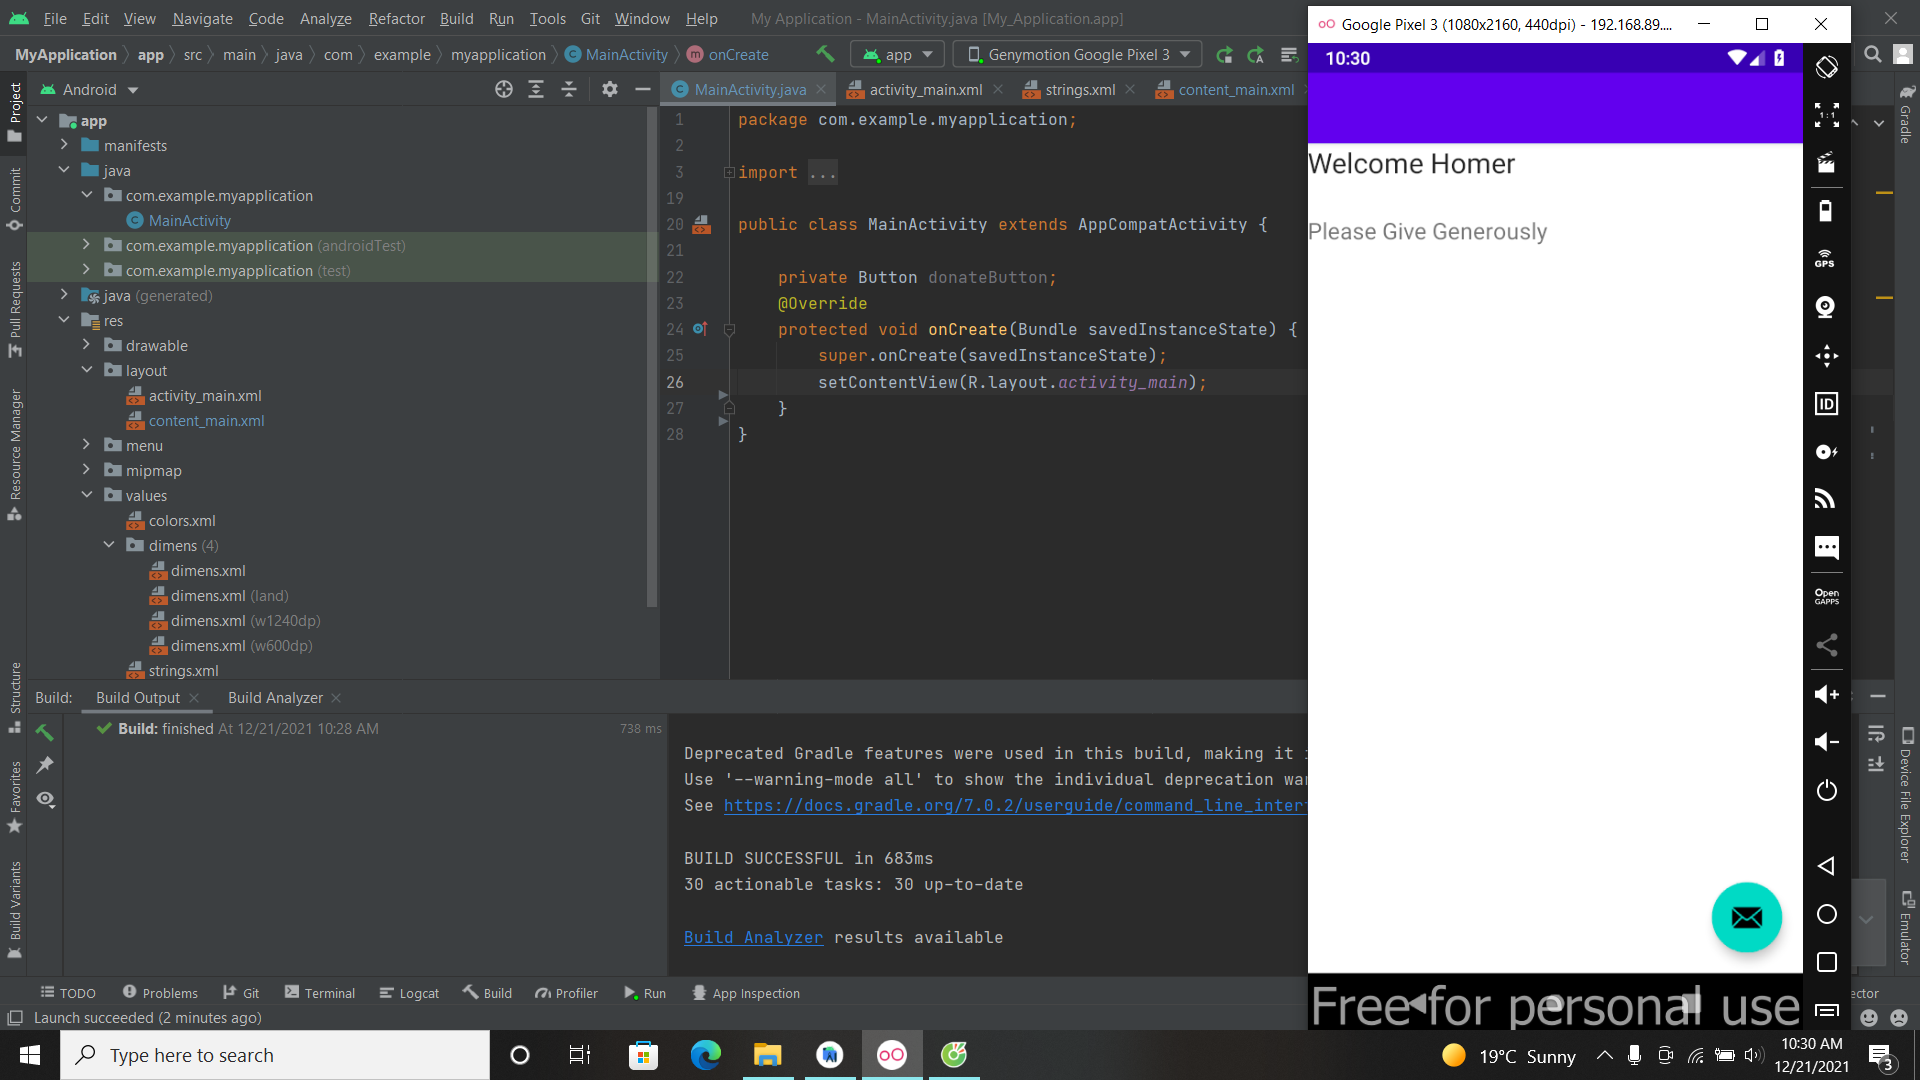 File Edit View Navigate Code Analyze Refactor Build Run Tools Git Window Help My Application - MainActivity.java [My_Application.app]
MyApplication app src main java com example myapplication MainActivity onCreate app Genymotion Google Pixel 3
Project
Commit
Pull Requests
Resource Manager
Structure
Favorites
Build Variants
Android
app
manifests
java
com.example.myapplication
MainActivity
com.example.myapplication (androidTest)
com.example.myapplication (test)
java (generated)
res
drawable
layout
activity_main.xml
content_main.xml
menu
mipmap
values
colors.xml
dimens (4)
dimens.xml
dimens.xml (land)
dimens.xml (w1240dp)
dimens.xml (w600dp)
strings.xml
MainActivity.java activity_main.xml strings.xml content_main.xml
1 package com.example.myapplication;
2
3 import ...
19
20 public class MainActivity extends AppCompatActivity {
21
22 private Button donateButton;
23 @Override
24 protected void onCreate(Bundle savedInstanceState) {
25 super.onCreate(savedInstanceState);
26 setContentView(R.layout.activity_main);
27 }
28 }
Build: Build Output Build Analyzer
Build: finished At 12/21/2021 10:28 AM 738 ms
Deprecated Gradle features were used in this build, making it
Use '--warning-mode all' to show the individual deprecation
See https://docs.gradle.org/7.0.2/userguide/command_line_inter
BUILD SUCCESSFUL in 683ms
30 actionable tasks: 30 up-to-date
Build Analyzer results available
TODO Problems Git Terminal Logcat Build Profiler Run App Inspection
Launch succeeded (2 minutes ago)
Google Pixel 3 (1080x2160, 440dpi) - 192.168.89....
10:30
Welcome Homer
Please Give Generously
Free for personal use
1:1
GPS
ID
Open
GAPPS
Gradle
Device File Explorer
Emulator
ector
Type here to search
19°C Sunny
10:30 AM
12/21/2021
3